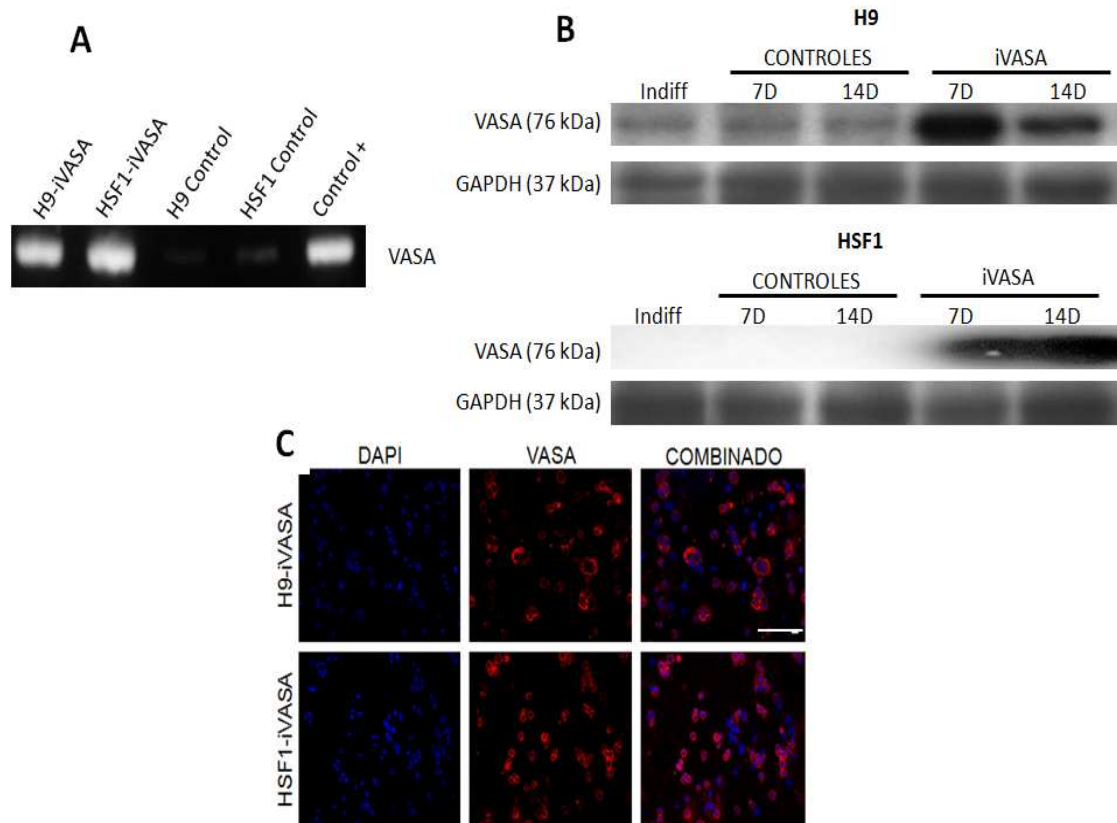 A
H9-iVASA HSF1-iVASA H9 Control HSF1 Control Control +
VASA
B
H9
CONTROLES iVASA
Indiff 7D 14D 7D 14D
VASA (76 kDa)
GAPDH (37 kDa)
HSF1
CONTROLES iVASA
Indiff 7D 14D 7D 14D
VASA (76 kDa)
GAPDH (37 kDa)
C
DAPI VASA COMBINADO
H9-iVASA
HSF1-iVASA